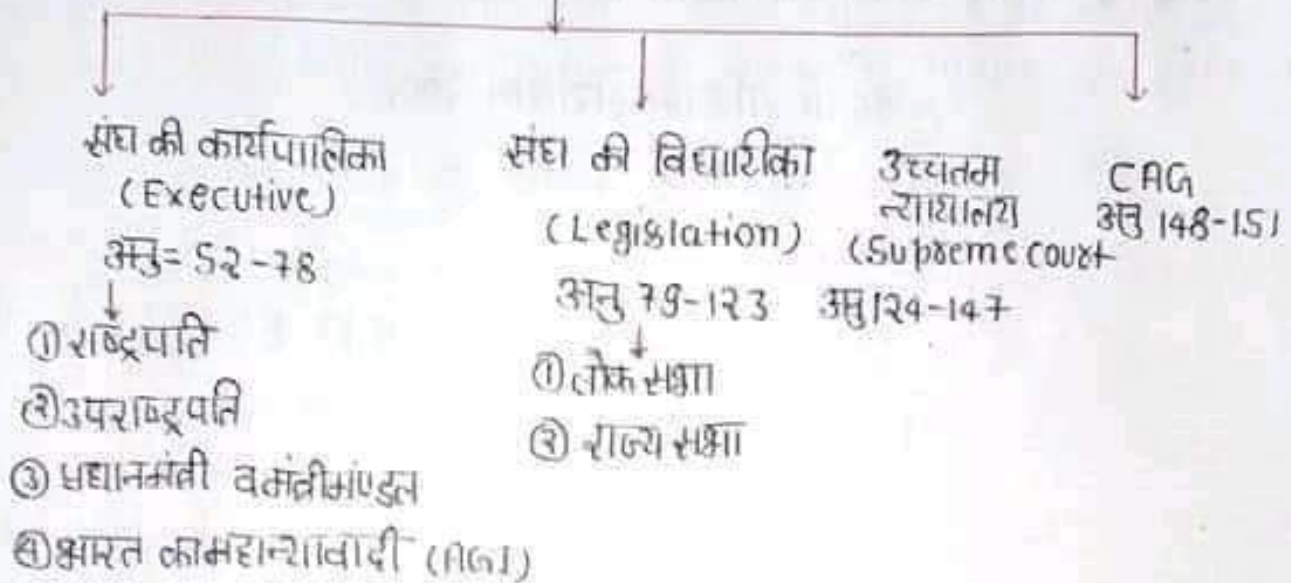 संघ की कार्यपालिका
(Executive)
अनु= 52-78
① राष्ट्रपति
② उपराष्ट्रपति
③ प्रधानमंत्री व मंत्रीमंण्डल
④ भारत का महान्यावादी (AGI)
संघ की विधायिका
(Legislation)
अनु 79-123
① लोक सभा
② राज्य सभा
उच्चतम
न्यायालय
(Supreme court
अनु 124-147
CAG
अनु 148-151